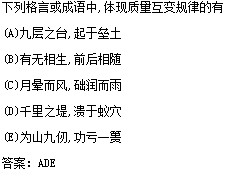 下列格言或成语中,体现质量互变规律的有
(A)九层之台,起于垒土
(B)有无相生,前后相随
(C)月晕而风,础润而雨
(D)千里之堤,溃于蚁穴
(E)为山九仞,功亏一篑
答案：ADE